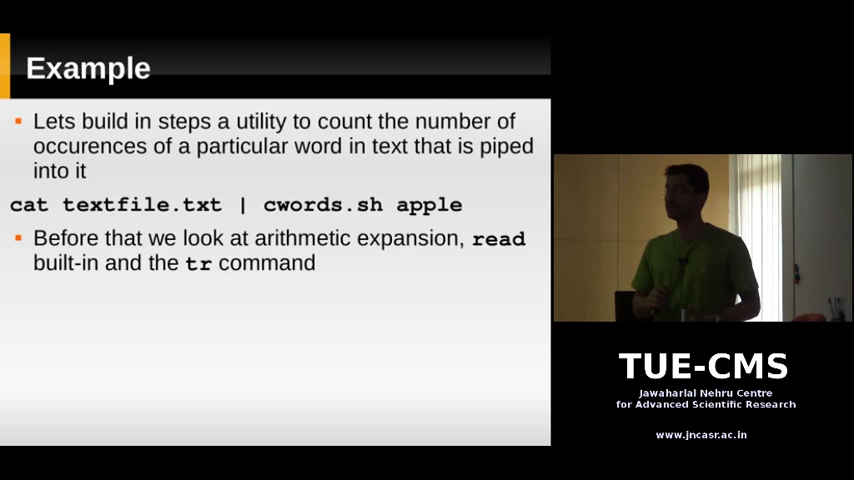 Example
Lets build in steps a utility to count the number of
occurences of a particular word in text that is piped
into it
cat textfile.txt | cwords.sh apple
Before that we look at arithmetic expansion, read
built-in and the tr command
TUE-CMS
Jawaharlal Nehru Centre
for Advanced Scientific Research
www.jncasr.ac.in